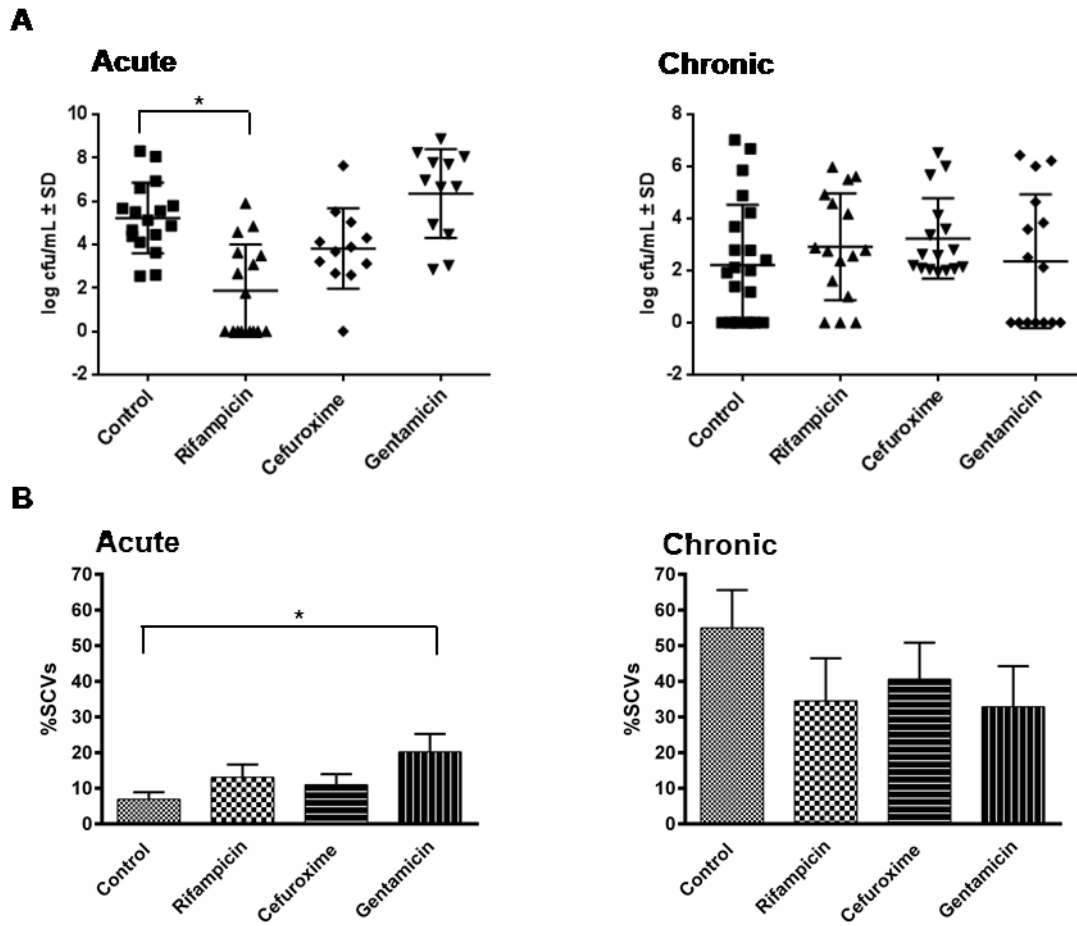 A
Acute
Chronic
*
log cfu/mL ± SD
10
8
6
4
2
0
-2
Control
Rifampicin
Cefuroxime
Gentamicin
log cfu/mL ± SD
8
6
4
2
0
-2
Control
Rifampicin
Cefuroxime
Gentamicin
B
Acute
Chronic
*
%SCVs
70
60
50
40
30
20
10
0
Control
Rifampicin
Cefuroxime
Gentamicin
%SCVs
70
60
50
40
30
20
10
0
Control
Rifampicin
Cefuroxime
Gentamicin